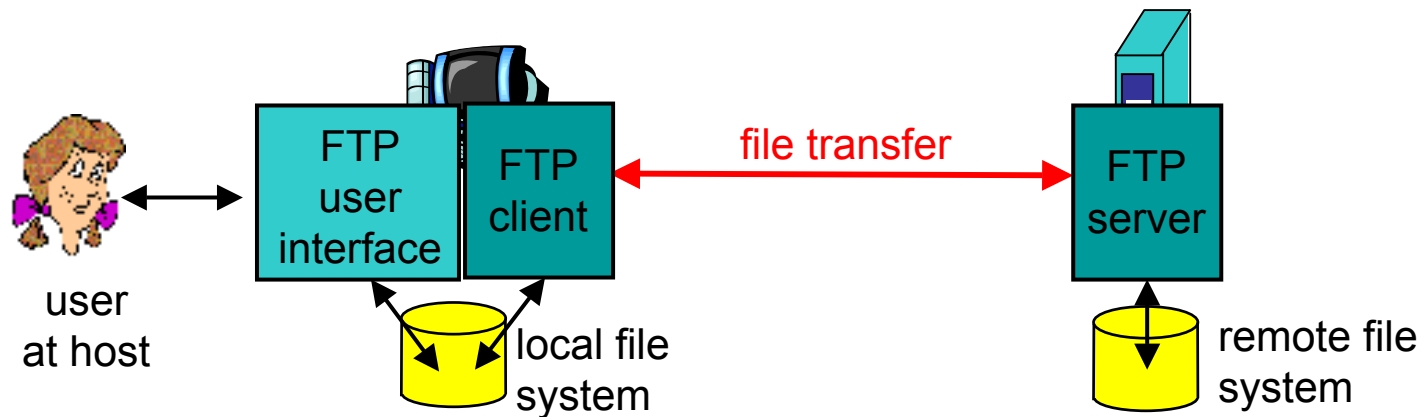 FTP
user
interface
FTP
client
file transfer
FTP
server
user
at host
local file
system
remote file
system